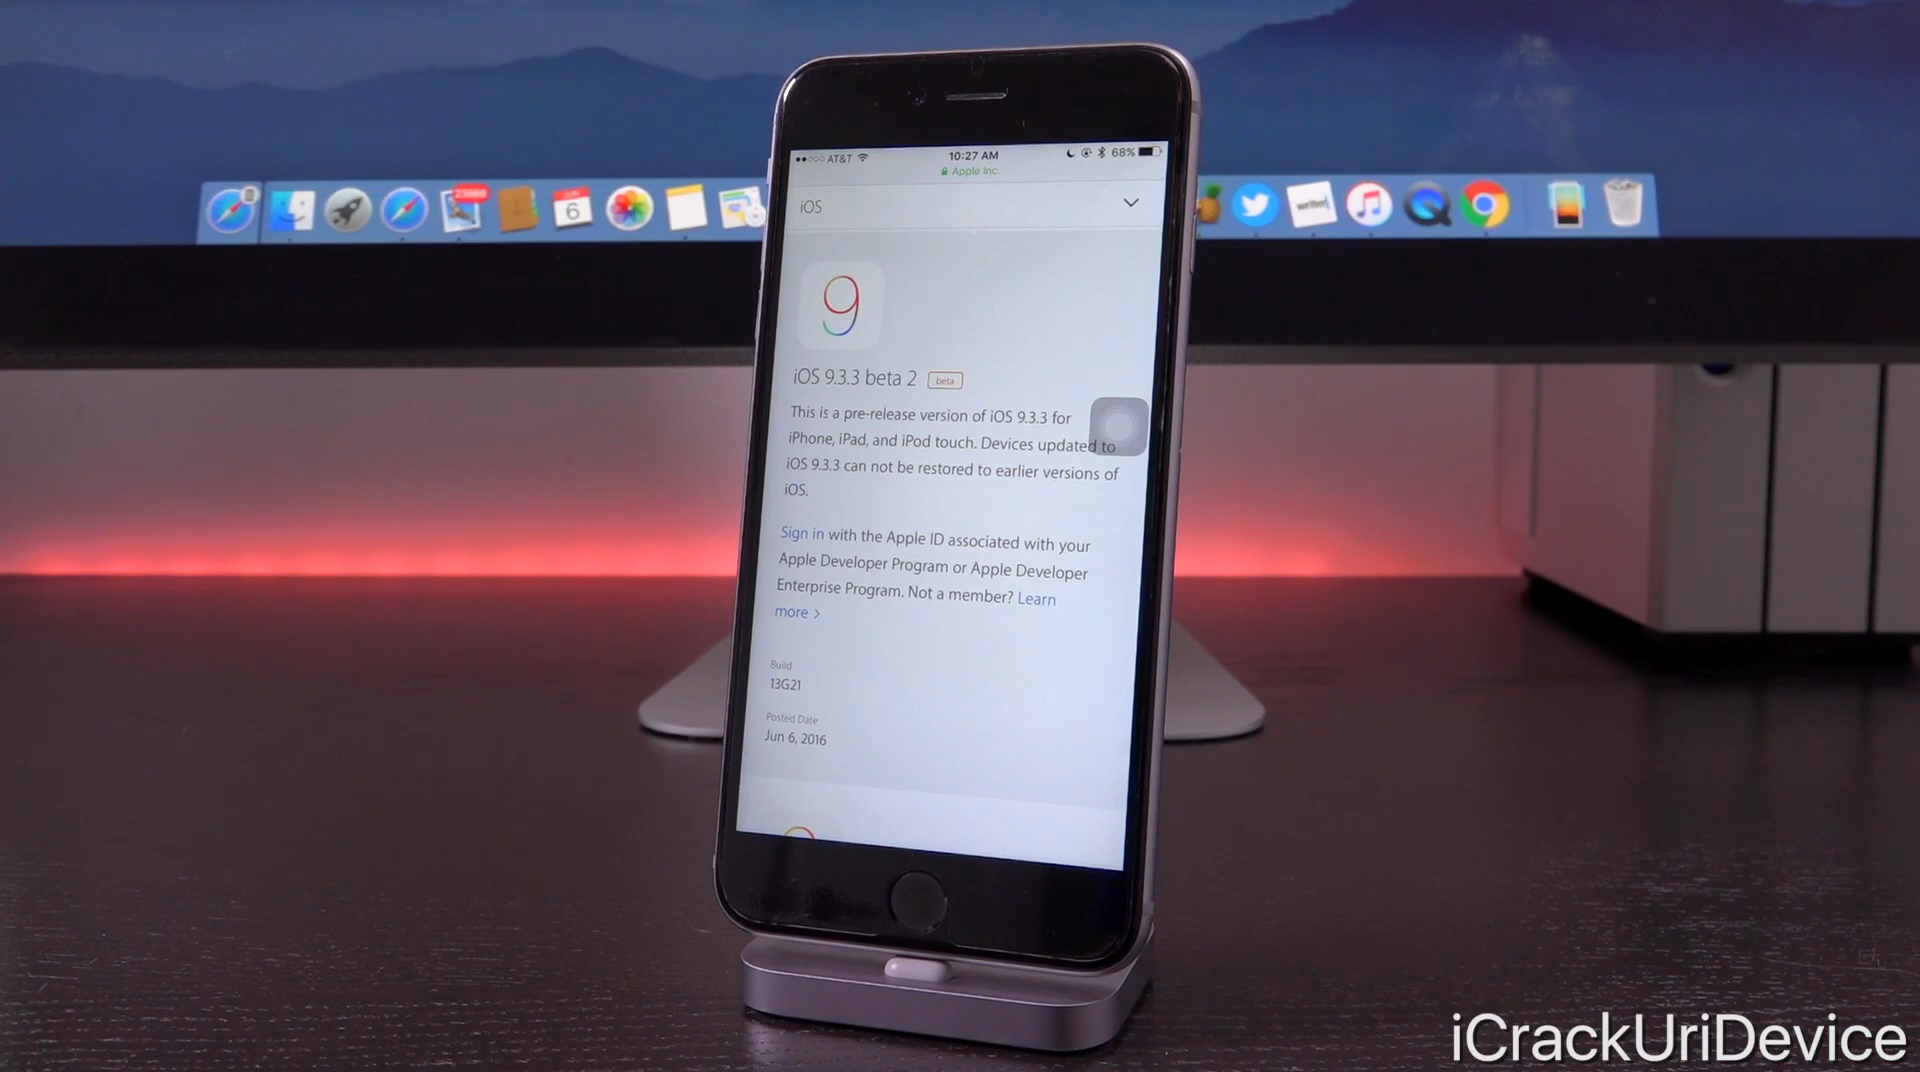 AT&T 10:27 AM 68%
Apple Inc.
iOS
9
iOS 9.3.3 beta 2 beta
This is a pre-release version of iOS 9.3.3 for
iPhone, iPad, and iPod touch. Devices updated to
iOS 9.3.3 can not be restored to earlier versions of
iOS.
Sign in with the Apple ID associated with your
Apple Developer Program or Apple Developer
Enterprise Program. Not a member? Learn
more >
Build
13G21
Posted Date
Jun 6, 2016
JUN
6
iCrackUriDevice